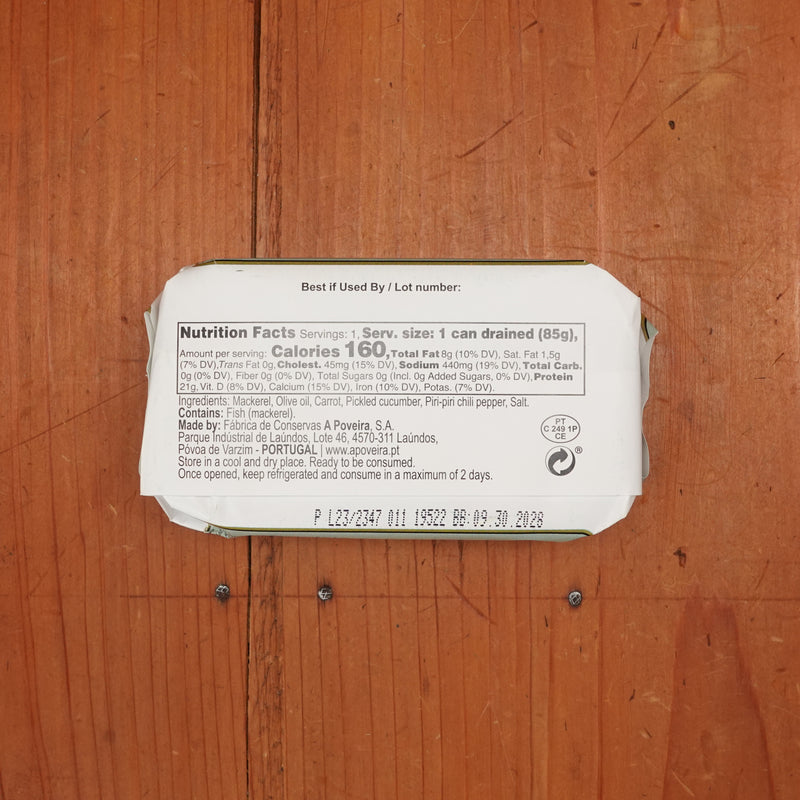 Best if Used By / Lot number:
Nutrition Facts Servings: 1, Serv. size: 1 can drained (85g),
Amount per serving: Calories 160, Total Fat 8g (10% DV), Sat. Fat 1,5g
(7% DV), Trans Fat 0g, Cholest. 45mg (15% DV), Sodium 440mg (19% DV), Total Carb.
0g (0% DV), Fiber 0g (0% DV), Total Sugars 0g (Incl. 0g Added Sugars, 0% DV), Protein
21g, Vit. D (8% DV), Calcium (15% DV), Iron (10% DV), Potas. (7% DV).
Ingredients: Mackerel, Olive oil, Carrot, Pickled cucumber, Piri-piri chili pepper, Salt.
Contains: Fish (mackerel).
Made by: Fábrica de Conservas A Poveira, S.A.
Parque Indústrial de Laúndos, Lote 46, 4570-311 Laúndos,
Póvoa de Varzim - PORTUGAL | www.apoveira.pt
Store in a cool and dry place. Ready to be consumed.
Once opened, keep refrigerated and consume in a maximum of 2 days.
PT
C 249 1P
CE
®
P L23/2347 011 19522 BB:09.30.2028